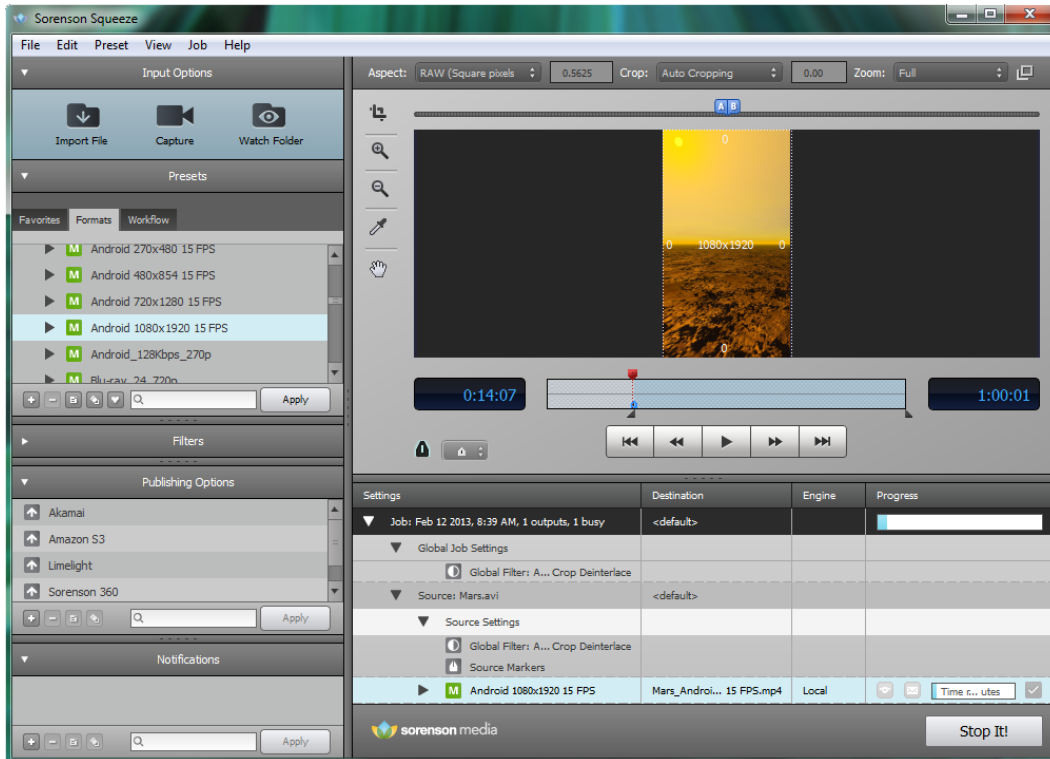 Sorenson Squeeze
File Edit Preset View Job Help
Input Options
Import File Capture Watch Folder
Presets
Favorites Formats Workflow
M Android 270x480 15 FPS
M Android 480x854 15 FPS
M Android 720x1280 15 FPS
M Android 1080x1920 15 FPS
M Android_128Kbps_270p
M Blu-ray_24_720p
Apply
Filters
Publishing Options
Akamai
Amazon S3
Limelight
Sorenson 360
Apply
Notifications
Apply
Aspect: RAW (Square pixels 0.5625 Crop: Auto Cropping 0.00 Zoom: Full
A B
0
0 1080x1920 0
0
0:14:07 1:00:01
Settings Destination Engine Progress
Job: Feb 12 2013, 8:39 AM, 1 outputs, 1 busy <default>
Global Job Settings
Global Filter: A... Crop Deinterlace
Source: Mars.avi <default>
Source Settings
Global Filter: A... Crop Deinterlace
Source Markers
M Android 1080x1920 15 FPS Mars_Androi... 15 FPS.mp4 Local Time r... utes
sorenson media
Stop It!